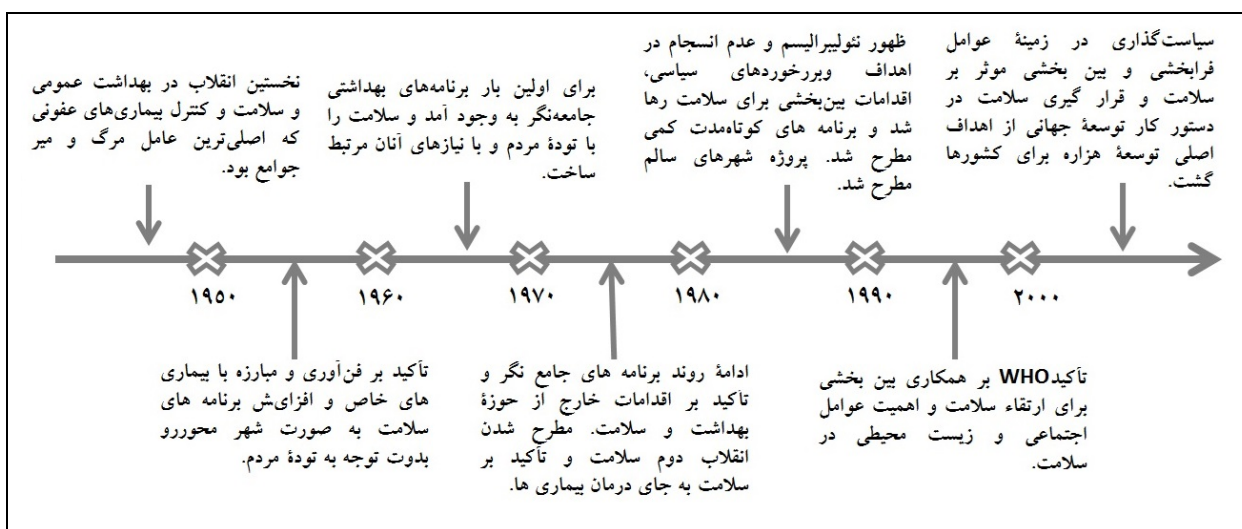 نخستین انقلاب در بهداشت عمومی
و سلامت و کنترل بیماری‌های عفونی
که اصلی‌ترین عامل مرگ و میر
جوامع بود.
برای اولین بار برنامه‌های بهداشتی
جامعه‌نگر به وجود آمد و سلامت را
با تودۀ مردم و با نیازهای آنان مرتبط
ساخت.
ظهور نئولیبرالیسم و عدم انسجام در
اهداف وبررخوردهای سیاسی،
اقدامات بین‌بخشی برای سلامت رها
شد و برنامه های کوتاه‌مدت کمی
مطرح شد. پروژه شهرهای سالم
مطرح شد.
سیاست‌گذاری در زمینۀ عوامل
فرابخشی و بین بخشی موثر بر
سلامت و قرار گیری سلامت در
دستور کار توسعۀ جهانی از اهداف
اصلی توسعۀ هزاره برای کشورها
گشت.
۱۹۵۰
۱۹۶۰
۱۹۷۰
۱۹۸۰
۱۹۹۰
۲۰۰۰
تأکید بر فن‌آوری و مبارزه با بیماری
های خاص و افزایش برنامه های
سلامت به صورت شهر محوررو
بدوت توجه به تودۀ مردم.
ادامۀ روند برنامه های جامع نگر و
تأکید بر اقدامات خارج از حوزۀ
بهداشت و سلامت. مطرح شدن
انقلاب دوم سلامت و تأکید بر
سلامت به جای درمان بیماری ها.
تأکیدWHO بر همکاری بین بخشی
برای ارتقاء سلامت و اهمیت عوامل
اجتماعی و زیست محیطی در
سلامت.